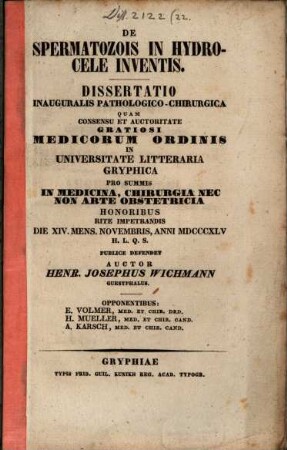 Diss. 2122 (22.
DE
SPERMATOZOIS IN HYDRO-
CELE INVENTIS.
DISSERTATIO
INAUGURALIS PATHOLOGICO-CHIRURGICA
QUAM
CONSENSU ET AUCTORITATE
GRATIOSI
MEDICORUM ORDINIS
IN
UNIVERSITATE LITTERARIA
GRYPHICA
PRO SUMMIS
IN MEDICINA, CHIRURGIA NEC
NON ARTE OBSTETRICIA
HONORIBUS
RITE IMPETRANDIS
DIE XIV. MENS. NOVEMBRIS, ANNI MDCCCXLV
H. L. Q. S.
PUBLICE DEFENDET
AUCTOR
HENR. JOSEPHUS WICHMANN
GUESTPHALUS.
OPPONENTIBUS:
E. VOLMER, MED. ET CHIR. DRD.
H. MUELLER, MED. ET CHIR. CAND.
A. KARSCH, MED. ET CHIR. CAND.
GRYPHIAE
TYPIS FRID. GUIL. KUNIKE REG. ACAD. TYPOGR.